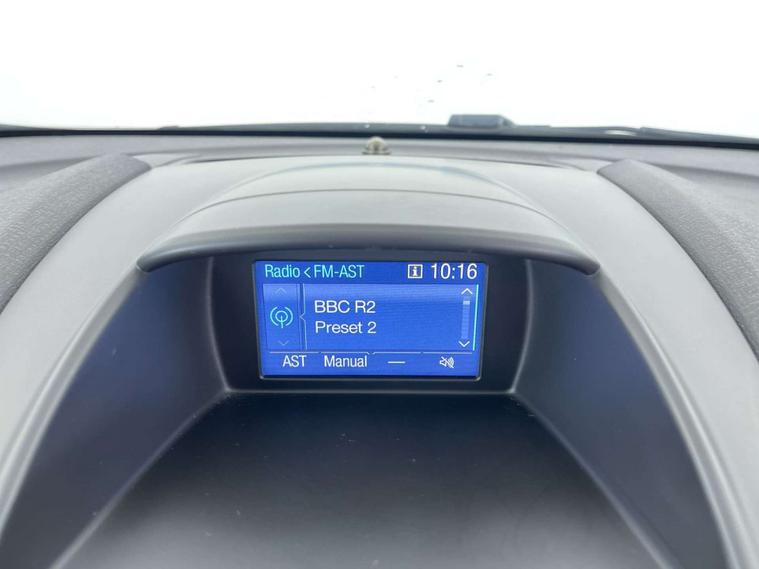 Radio < FM-AST i 10:16
BBC R2
Preset 2
AST Manual —